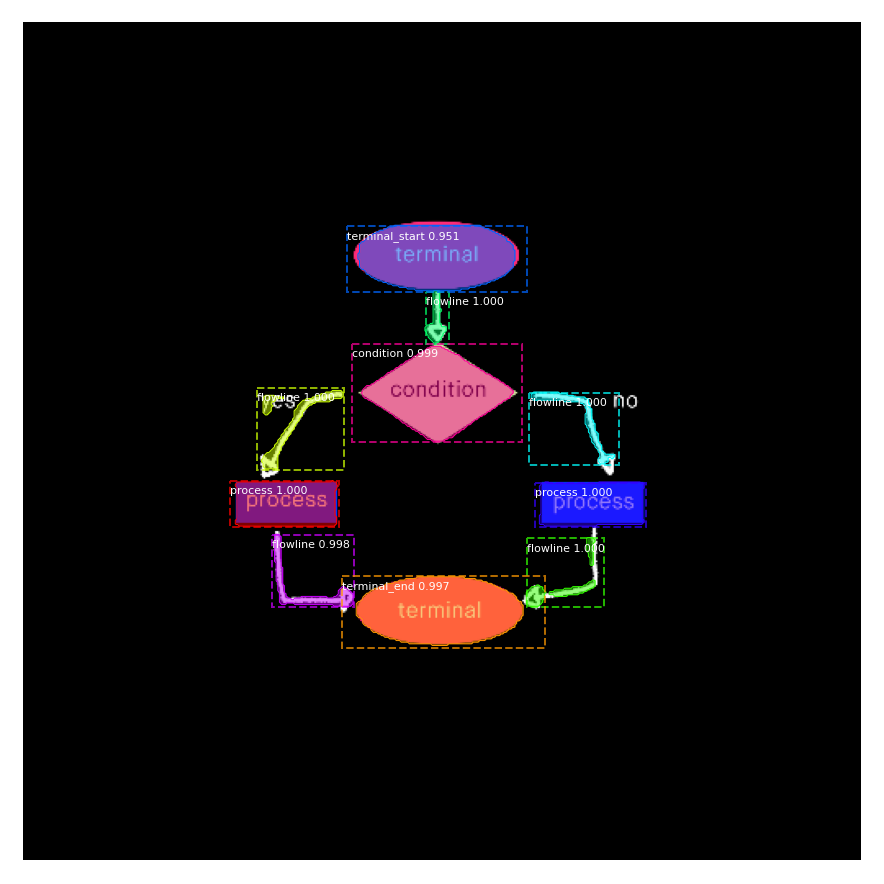 terminal_start 0.951
terminal
flowline 1.000
condition 0.999
condition
flowline 1.000
yes
flowline 1.000
no
process 1.000
process
process 1.000
process
flowline 0.998
flowline 1.000
terminal_end 0.997
terminal